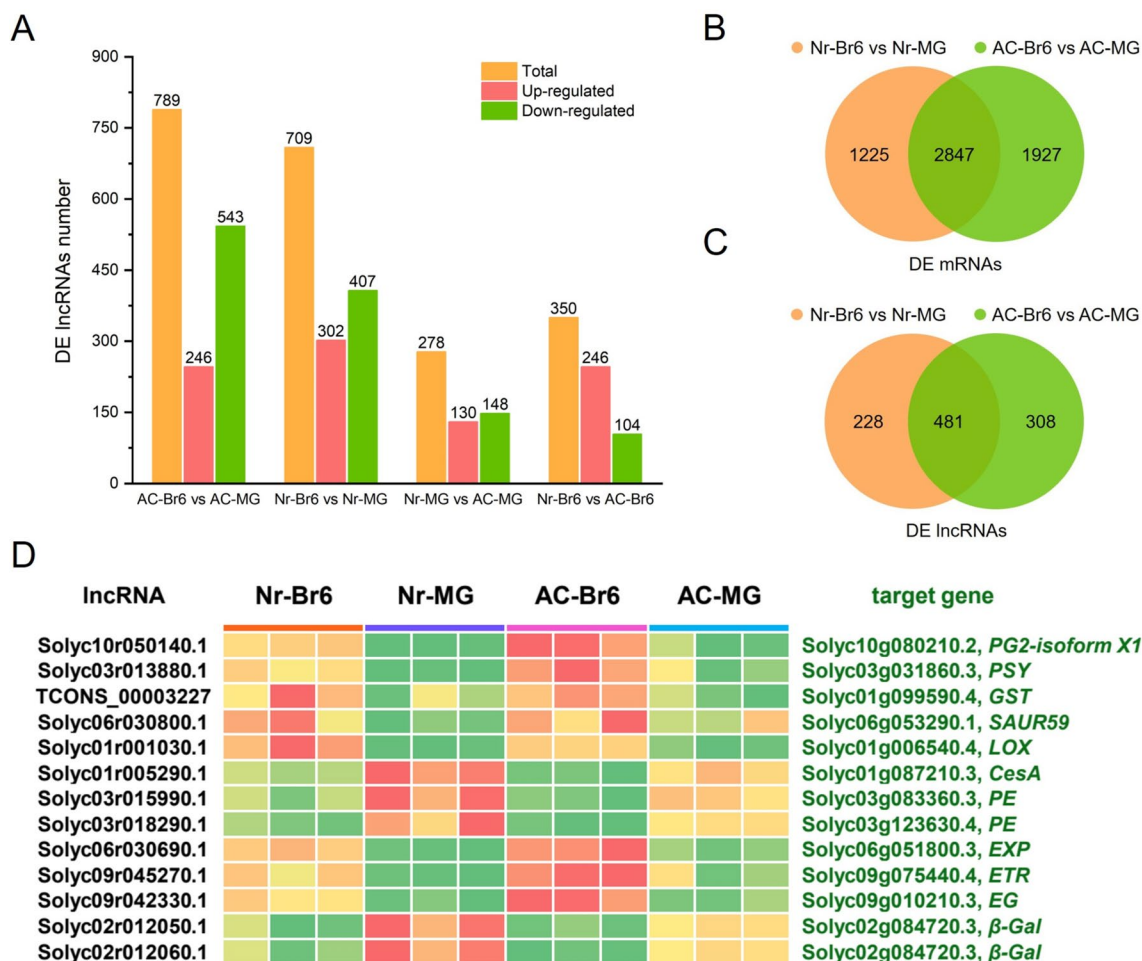 A
900
750
600
450
300
150
0
DE lncRNAs number
Total
Up-regulated
Down-regulated
789
246
543
709
302
407
278
130
148
350
246
104
AC-Br6 vs AC-MG
Nr-Br6 vs Nr-MG
Nr-MG vs AC-MG
Nr-Br6 vs AC-Br6
B
Nr-Br6 vs Nr-MG AC-Br6 vs AC-MG
1225 2847 1927
DE mRNAs
C
Nr-Br6 vs Nr-MG AC-Br6 vs AC-MG
228 481 308
DE lncRNAs
D
lncRNA Nr-Br6 Nr-MG AC-Br6 AC-MG target gene
Solyc10r050140.1 Solyc10g080210.2, PG2-isoform X1
Solyc03r013880.1 Solyc03g031860.3, PSY
TCONS_00003227 Solyc01g099590.4, GST
Solyc06r030800.1 Solyc06g053290.1, SAUR59
Solyc01r001030.1 Solyc01g006540.4, LOX
Solyc01r005290.1 Solyc01g087210.3, CesA
Solyc03r015990.1 Solyc03g083360.3, PE
Solyc03r018290.1 Solyc03g123630.4, PE
Solyc06r030690.1 Solyc06g051800.3, EXP
Solyc09r045270.1 Solyc09g075440.4, ETR
Solyc09r042330.1 Solyc09g010210.3, EG
Solyc02r012050.1 Solyc02g084720.3, β-Gal
Solyc02r012060.1 Solyc02g084720.3, β-Gal